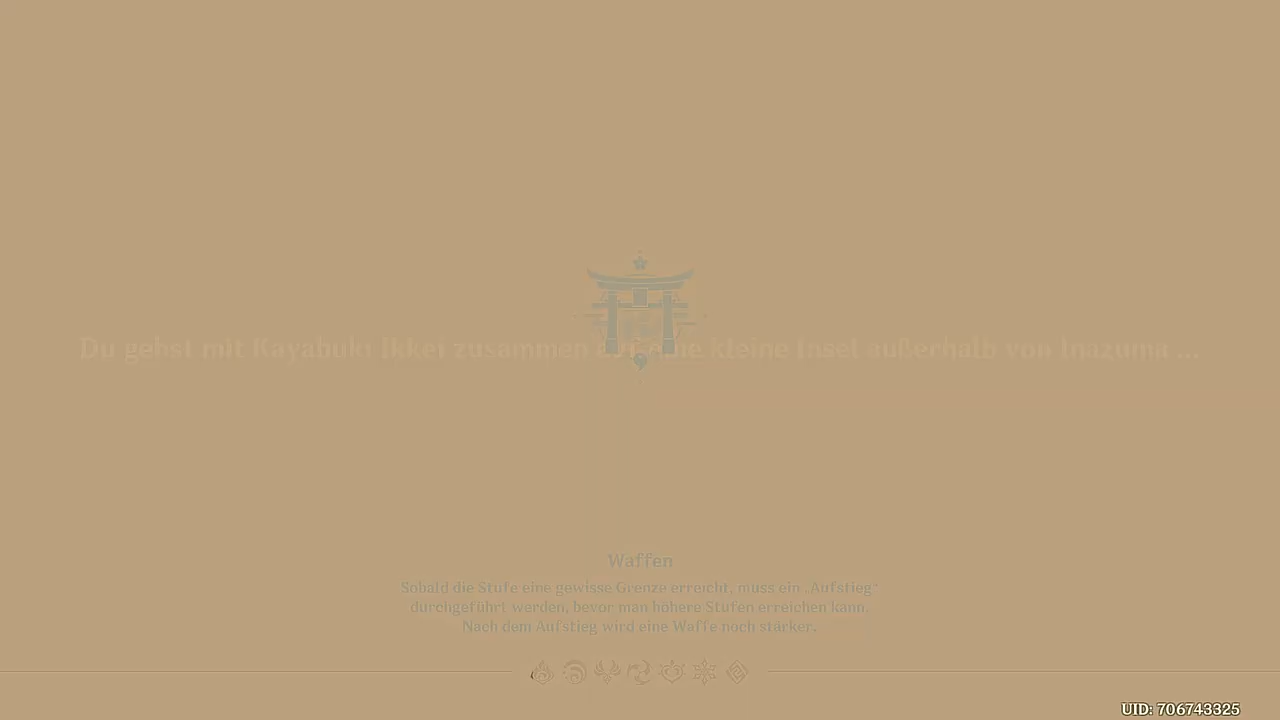 Du gehst mit Kayabuki Ikkei zusammen auf eine kleine Insel außerhalb von Inazuma ...
Waffen
Sobald die Stufe eine gewisse Grenze erreicht, muss ein „Aufstieg“
durchgeführt werden, bevor man höhere Stufen erreichen kann.
Nach dem Aufstieg wird eine Waffe noch stärker.
UID: 706743325